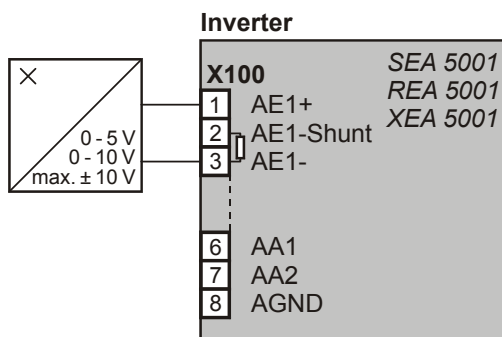 Inverter
X100
SEA 5001
REA 5001
XEA 5001
1 AE1+
2 AE1-Shunt
3 AE1-
0 - 5 V
0 - 10 V
max. ± 10 V
6 AA1
7 AA2
8 AGND